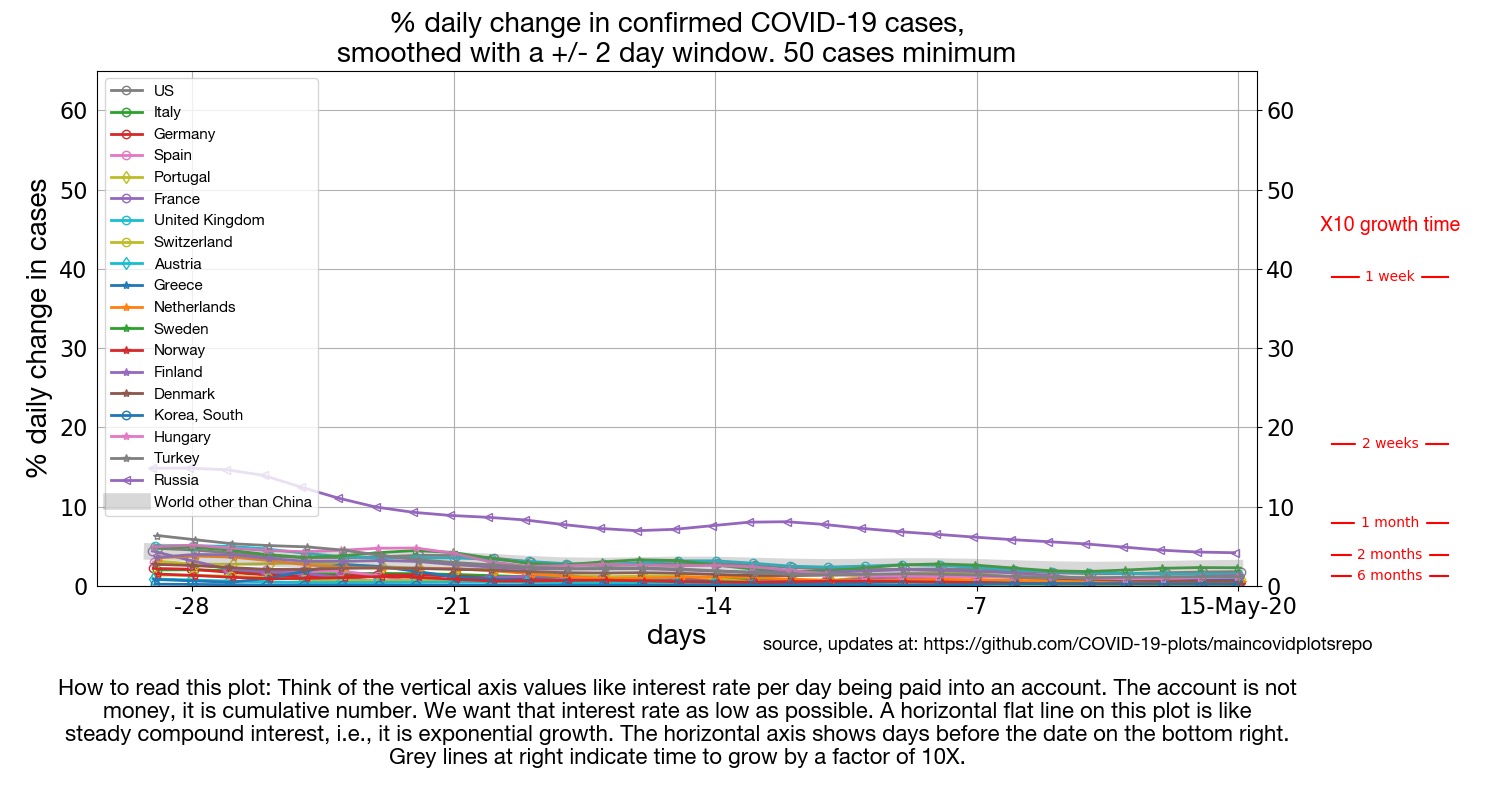 % daily change in confirmed COVID-19 cases,
smoothed with a +/- 2 day window. 50 cases minimum
% daily change in cases
60
50
40
30
20
10
0
US
Italy
Germany
Spain
Portugal
France
United Kingdom
Switzerland
Austria
Greece
Netherlands
Sweden
Norway
Finland
Denmark
Korea, South
Hungary
Turkey
Russia
World other than China
60
50
40
30
20
10
0
X10 growth time
1 week
2 weeks
1 month
2 months
6 months
-28
-21
-14
-7
15-May-20
days
source, updates at: https://github.com/COVID-19-plots/maincovidplotsrepo
How to read this plot: Think of the vertical axis values like interest rate per day being paid into an account. The account is not
money, it is cumulative number. We want that interest rate as low as possible. A horizontal flat line on this plot is like
steady compound interest, i.e., it is exponential growth. The horizontal axis shows days before the date on the bottom right.
Grey lines at right indicate time to grow by a factor of 10X.